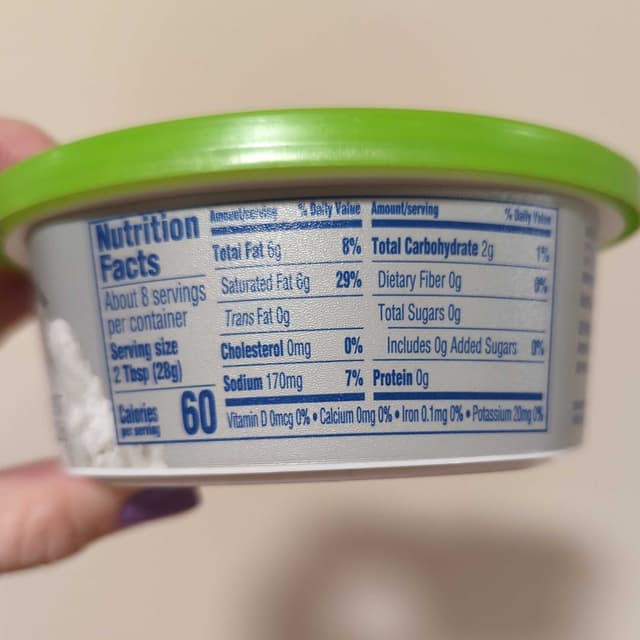 Nutrition
Facts
About 8 servings
per container
Serving size
2 Tbsp (28g)
Calories
per serving
60
Amount/serving % Daily Value
Total Fat 6g 8%
Saturated Fat 6g 29%
Trans Fat 0g
Cholesterol 0mg 0%
Sodium 170mg 7%
Amount/serving % Daily Value
Total Carbohydrate 2g 1%
Dietary Fiber 0g 0%
Total Sugars 0g
Includes 0g Added Sugars 0%
Protein 0g
Vitamin D 0mcg 0% • Calcium 0mg 0% • Iron 0.1mg 0% • Potassium 20mg 0%